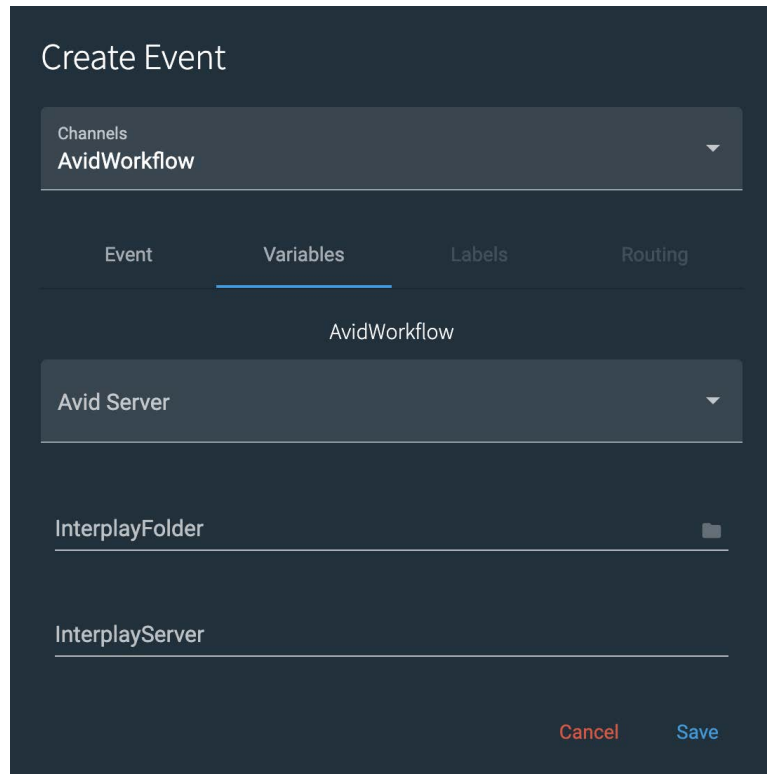 Create Event
Channels
AvidWorkflow
Event Variables Labels Routing
AvidWorkflow
Avid Server
InterplayFolder
InterplayServer
Cancel Save